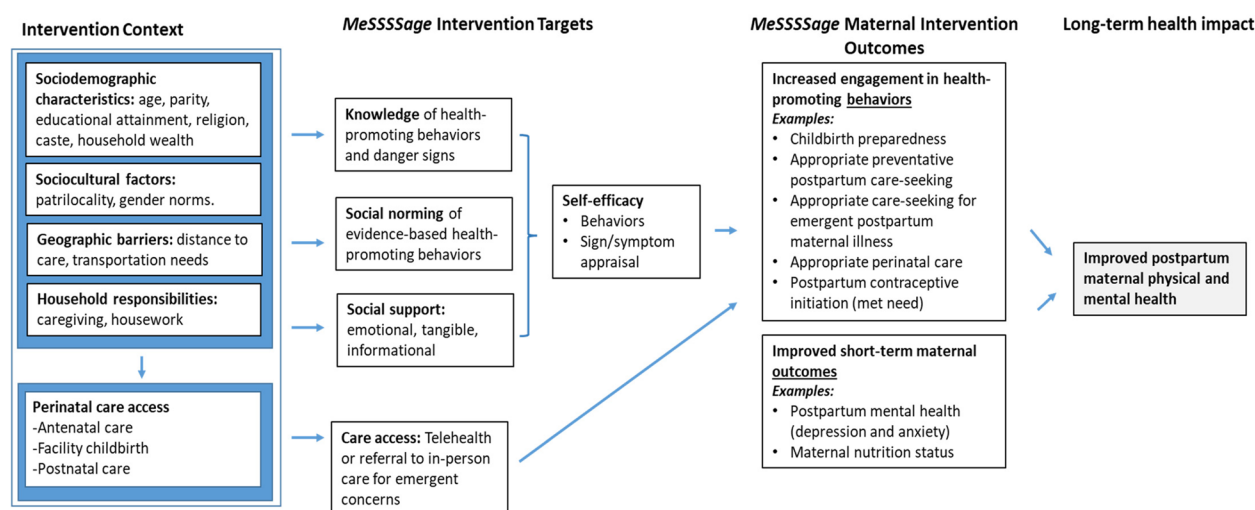 Intervention Context
Sociodemographic
characteristics: age, parity,
educational attainment, religion,
caste, household wealth
Sociocultural factors:
patrilocality, gender norms.
Geographic barriers: distance to
care, transportation needs
Household responsibilities:
caregiving, housework
Perinatal care access
-Antenatal care
-Facility childbirth
-Postnatal care
MeSSSSage Intervention Targets
Knowledge of health-
promoting behaviors
and danger signs
Social norming of
evidence-based health-
promoting behaviors
Social support:
emotional, tangible,
informational
Care access: Telehealth
or referral to in-person
care for emergent
concerns
Self-efficacy
• Behaviors
• Sign/symptom
appraisal
MeSSSSage Maternal Intervention
Outcomes
Increased engagement in health-
promoting behaviors
Examples:
• Childbirth preparedness
• Appropriate preventative
postpartum care-seeking
• Appropriate care-seeking for
emergent postpartum
maternal illness
• Appropriate perinatal care
• Postpartum contraceptive
initiation (met need)
Improved short-term maternal
outcomes
Examples:
• Postpartum mental health
(depression and anxiety)
• Maternal nutrition status
Long-term health impact
Improved postpartum
maternal physical and
mental health